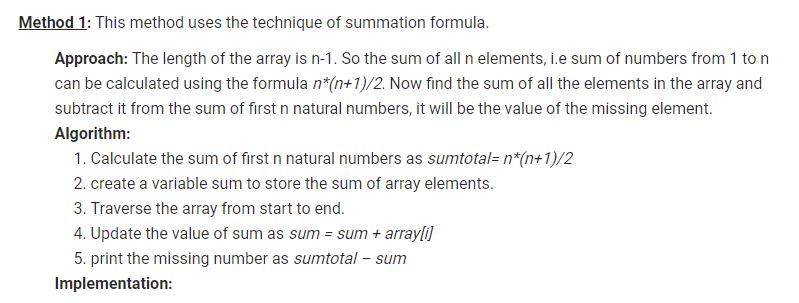 Method 1: This method uses the technique of summation formula.
Approach: The length of the array is n-1. So the sum of all n elements, i.e sum of numbers from 1 to n
can be calculated using the formula n*(n+1)/2. Now find the sum of all the elements in the array and
subtract it from the sum of first n natural numbers, it will be the value of the missing element.
Algorithm:
1. Calculate the sum of first n natural numbers as sumtotal= n*(n+1)/2
2. create a variable sum to store the sum of array elements.
3. Traverse the array from start to end.
4. Update the value of sum as sum = sum + array[i]
5. print the missing number as sumtotal – sum
Implementation: